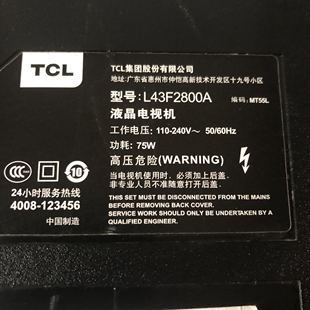 TCL
TCL集团股份有限公司
地址:广东省惠州市仲恺高新技术开发区十九号小区
型号:L43F2800A 编码:MT55L
液晶电视机
工作电压:110-240V~ 50/60Hz
功耗:75W
高压危险(WARNING)
当电视机使用时,必须加上后盖。
非专业人员不准随意打开后盖。
THIS SET MUST BE DISCONNECTED FROM THE MAINS
BEFORE REMOVING BACK COVER.
SERVICE WORK SHOULD ONLY BE UNDERTAKEN BY A
QUALIFIED ENGINEER.
CCC
10
24小时服务热线
4008-123456
中国制造